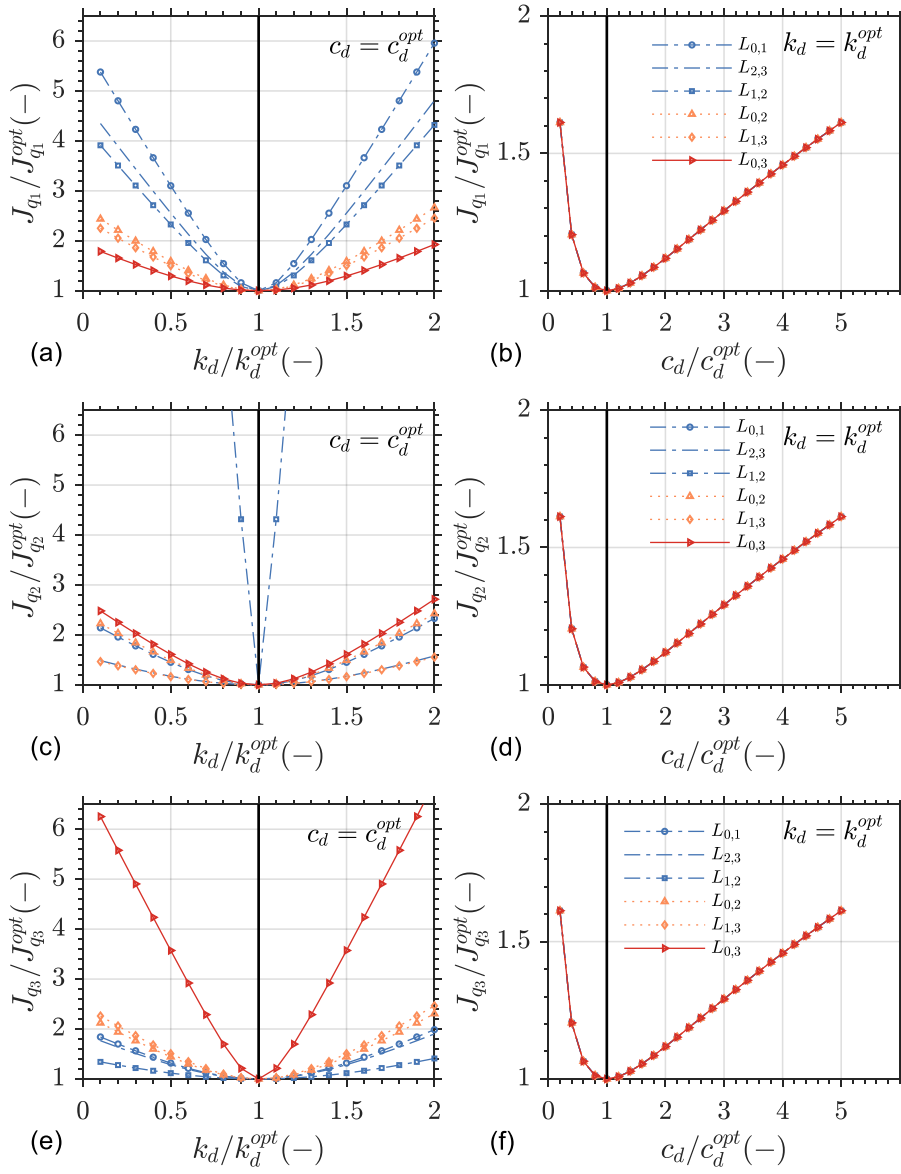 6
5
4
3
2
1
J_{q_1}/J_{q_1}^{opt}(−)
c_d = c_d^{opt}
0 0.5 1 1.5 2
(a) k_d/k_d^{opt}(−)
2
1.5
1
J_{q_1}/J_{q_1}^{opt}(−)
k_d = k_d^{opt}
L_{0,1}
L_{2,3}
L_{1,2}
L_{0,2}
L_{1,3}
L_{0,3}
0 1 2 3 4 5
(b) c_d/c_d^{opt}(−)
6
5
4
3
2
1
J_{q_2}/J_{q_2}^{opt}(−)
c_d = c_d^{opt}
0 0.5 1 1.5 2
(c) k_d/k_d^{opt}(−)
2
1.5
1
J_{q_2}/J_{q_2}^{opt}(−)
k_d = k_d^{opt}
L_{0,1}
L_{2,3}
L_{1,2}
L_{0,2}
L_{1,3}
L_{0,3}
0 1 2 3 4 5
(d) c_d/c_d^{opt}(−)
6
5
4
3
2
1
J_{q_3}/J_{q_3}^{opt}(−)
c_d = c_d^{opt}
0 0.5 1 1.5 2
(e) k_d/k_d^{opt}(−)
2
1.5
1
J_{q_3}/J_{q_3}^{opt}(−)
k_d = k_d^{opt}
L_{0,1}
L_{2,3}
L_{1,2}
L_{0,2}
L_{1,3}
L_{0,3}
0 1 2 3 4 5
(f) c_d/c_d^{opt}(−)